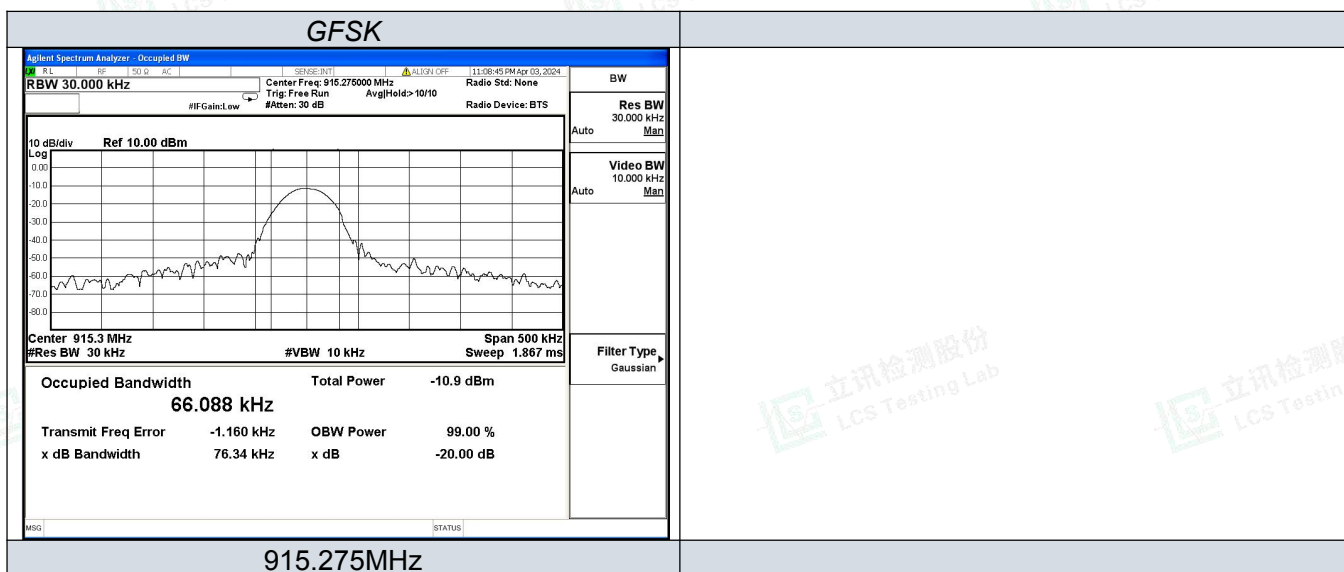 GFSK
Agilent Spectrum Analyzer - Occupied BW
RL RF 50 Ω AC SENSE:INT ALIGN OFF 11:08:45 PM Apr 03, 2024
RBW 30.000 kHz Center Freq: 915.275000 MHz Radio Std: None
Trig: Free Run Avg|Hold:>10/10
#IFGain:Low #Atten: 30 dB Radio Device: BTS
BW
Res BW
30.000 kHz
Auto Man
Video BW
10.000 kHz
Auto Man
Filter Type
Gaussian
10 dB/div Ref 10.00 dBm
Log
0.00
-10.0
-20.0
-30.0
-40.0
-50.0
-60.0
-70.0
-80.0
Center 915.3 MHz Span 500 kHz
#Res BW 30 kHz #VBW 10 kHz Sweep 1.867 ms
Occupied Bandwidth Total Power -10.9 dBm
66.088 kHz
Transmit Freq Error -1.160 kHz OBW Power 99.00 %
x dB Bandwidth 76.34 kHz x dB -20.00 dB
MSG STATUS
915.275MHz
立讯检测股份
LCS Testing Lab
立讯检测股
LCS Testin